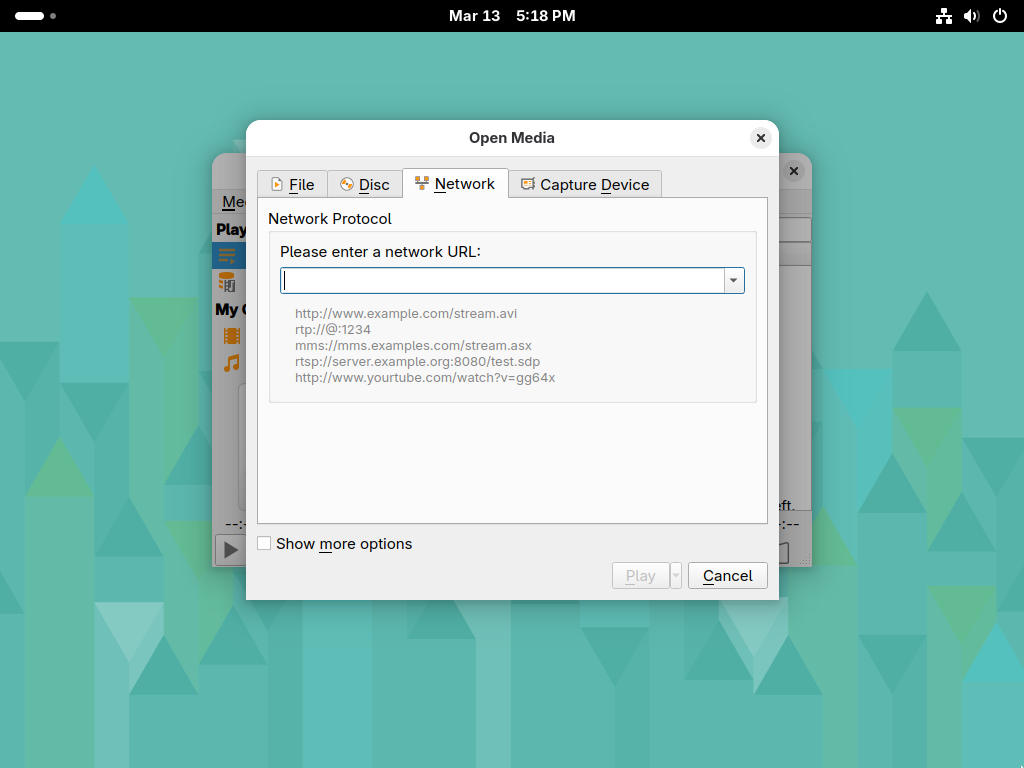 Mar 13 5:18 PM
Open Media
File Disc Network Capture Device
Network Protocol
Please enter a network URL:
http://www.example.com/stream.avi
rtp://@:1234
mms://mms.examples.com/stream.asx
rtsp://server.example.org:8080/test.sdp
http://www.yourtube.com/watch?v=gg64x
Show more options
Play Cancel
Play
My
--:
:--